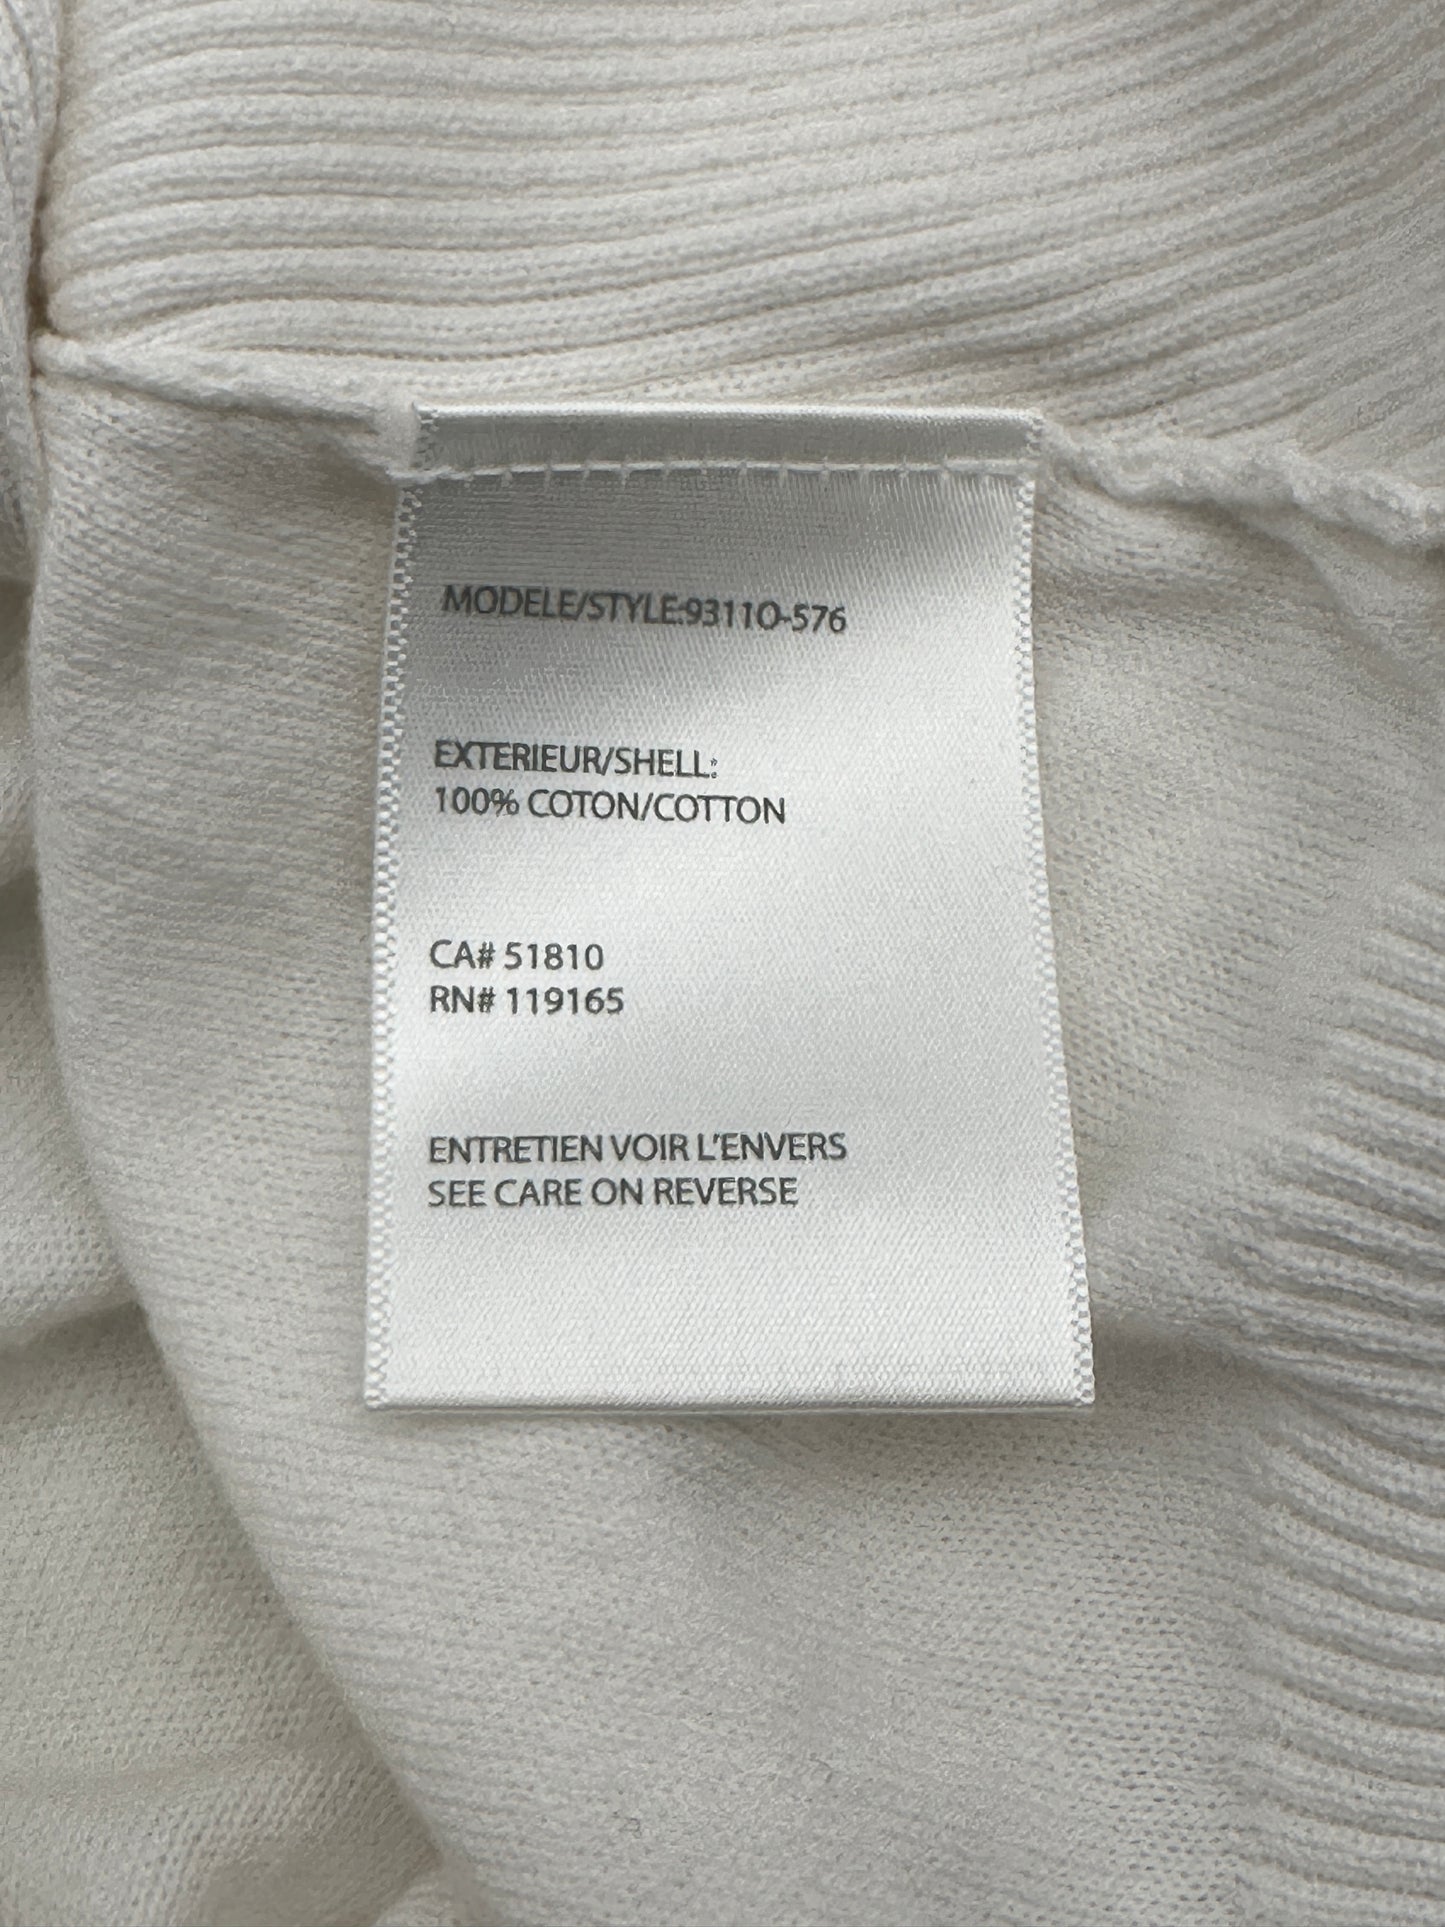 MODELE/STYLE:9311O-576
EXTERIEUR/SHELL:
100% COTON/COTTON
CA# 51810
RN# 119165
ENTRETIEN VOIR L'ENVERS
SEE CARE ON REVERSE